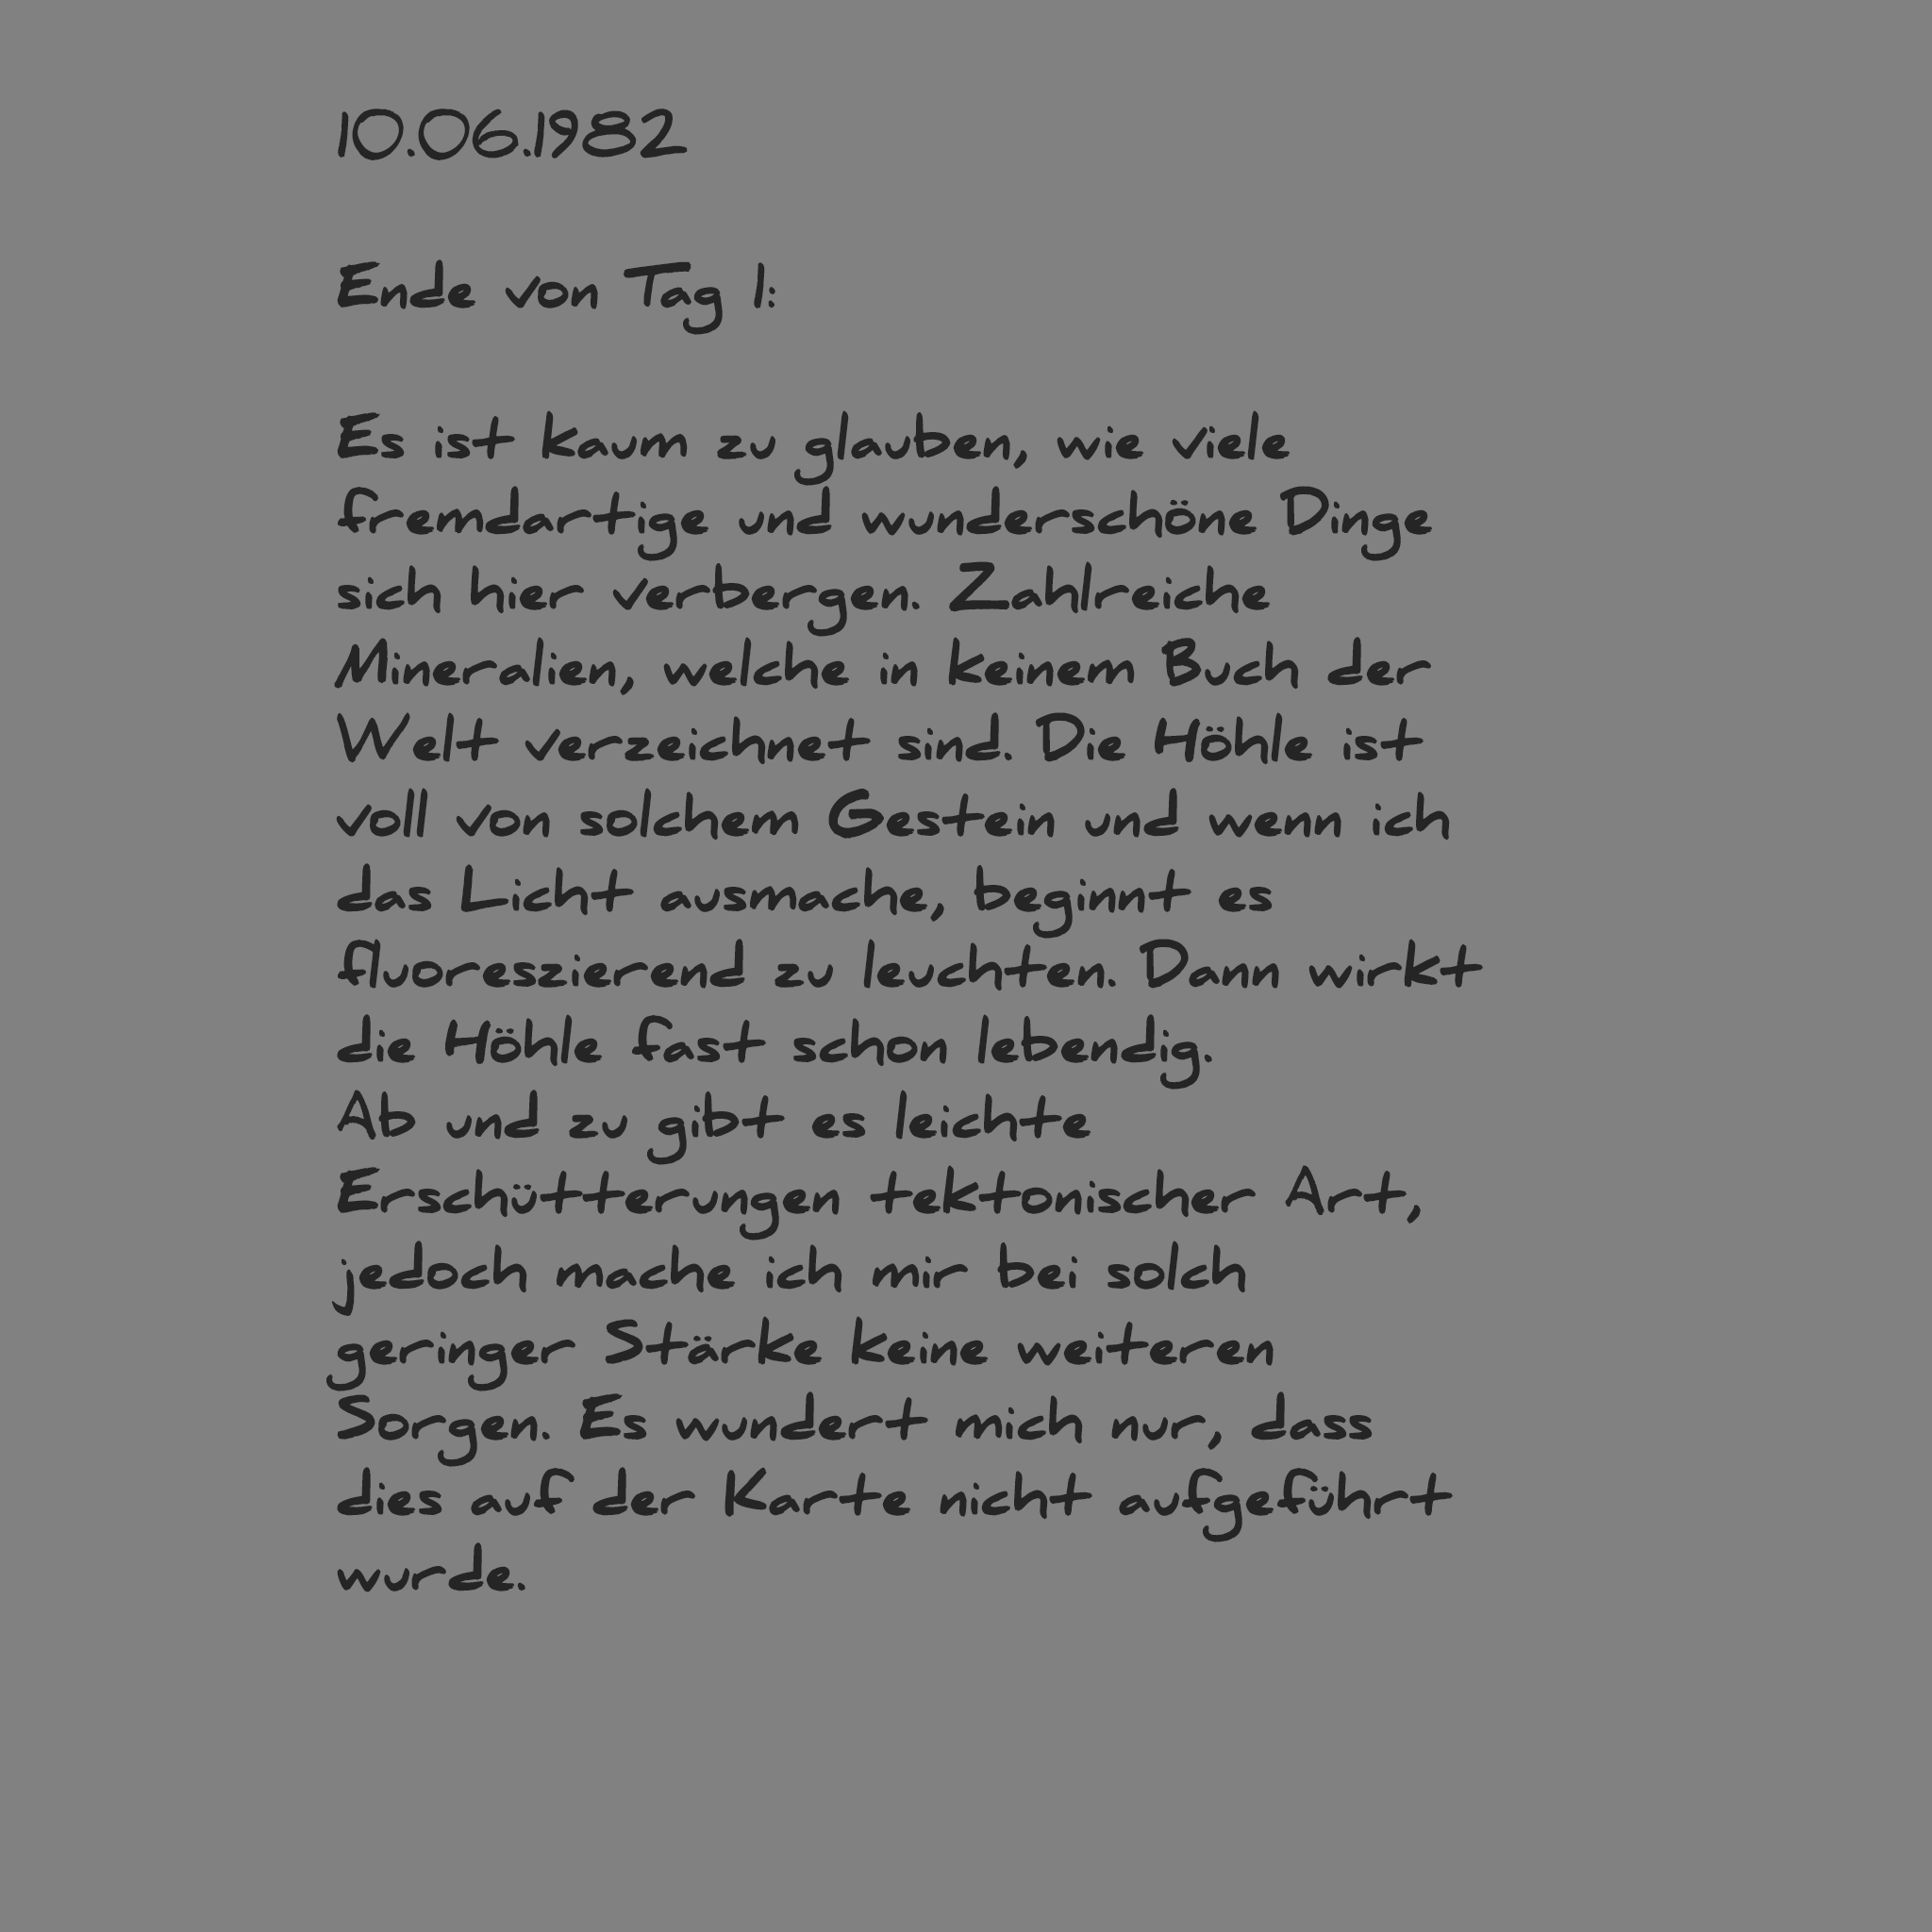 10.06.1982
Ende von Tag 1:
Es ist kaum zu glauben, wie viele
fremdartige und wunderschöne Dinge
sich hier verbergen. Zahlreiche
Mineralien, welche in keinem Buch der
Welt verzeichnet sind. Die Höhle ist
voll von solchem Gestein und wenn ich
das Licht ausmache, beginnt es
fluoreszierend zu leuchten. Dann wirkt
die Höhle fast schon lebendig.
Ab und zu gibt es leichte
Erschütterungen tektonischer Art,
jedoch mache ich mir bei solch
geringer Stärke keine weiteren
Sorgen. Es wundert mich nur, dass
dies auf der Karte nicht aufgeführt
wurde.